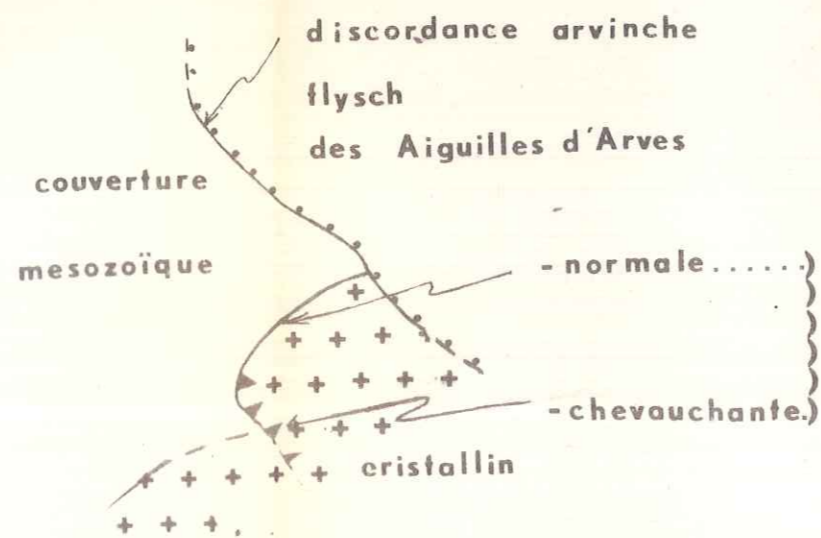 discordance arvinche
flysch
des Aiguilles d'Arves
couverture
mesozoïque
-normale......)
-chevauchante.)
cristallin